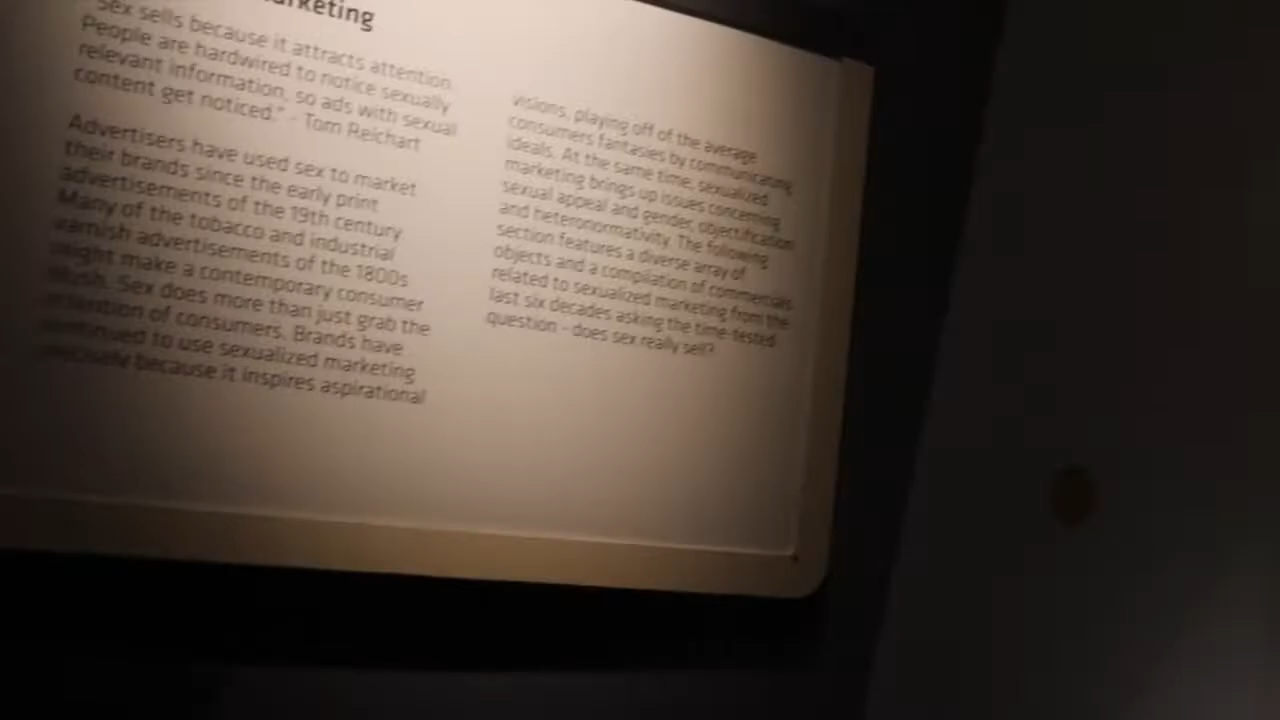 arketing
"Sex sells because it attracts attention.
People are hardwired to notice sexually
relevant information, so ads with sexual
content get noticed." - Tom Reichart
Advertisers have used sex to market
their brands since the early print
advertisements of the 19th century
Many of the tobacco and industrial
varnish advertisements of the 1800s
might make a contemporary consumer
blush. Sex does more than just grab the
attention of consumers. Brands have
continued to use sexualized marketing
precisely because it inspires aspirational
visions, playing off of the average
consumers fantasies by communicating
ideals. At the same time, sexualized
marketing brings up issues concerning
sexual appeal and gender, objectification
and heteronormativity. The following
section features a diverse array of
objects and a compilation of commercials
related to sexualized marketing from the
last six decades asking the time-tested
question - does sex really sell?